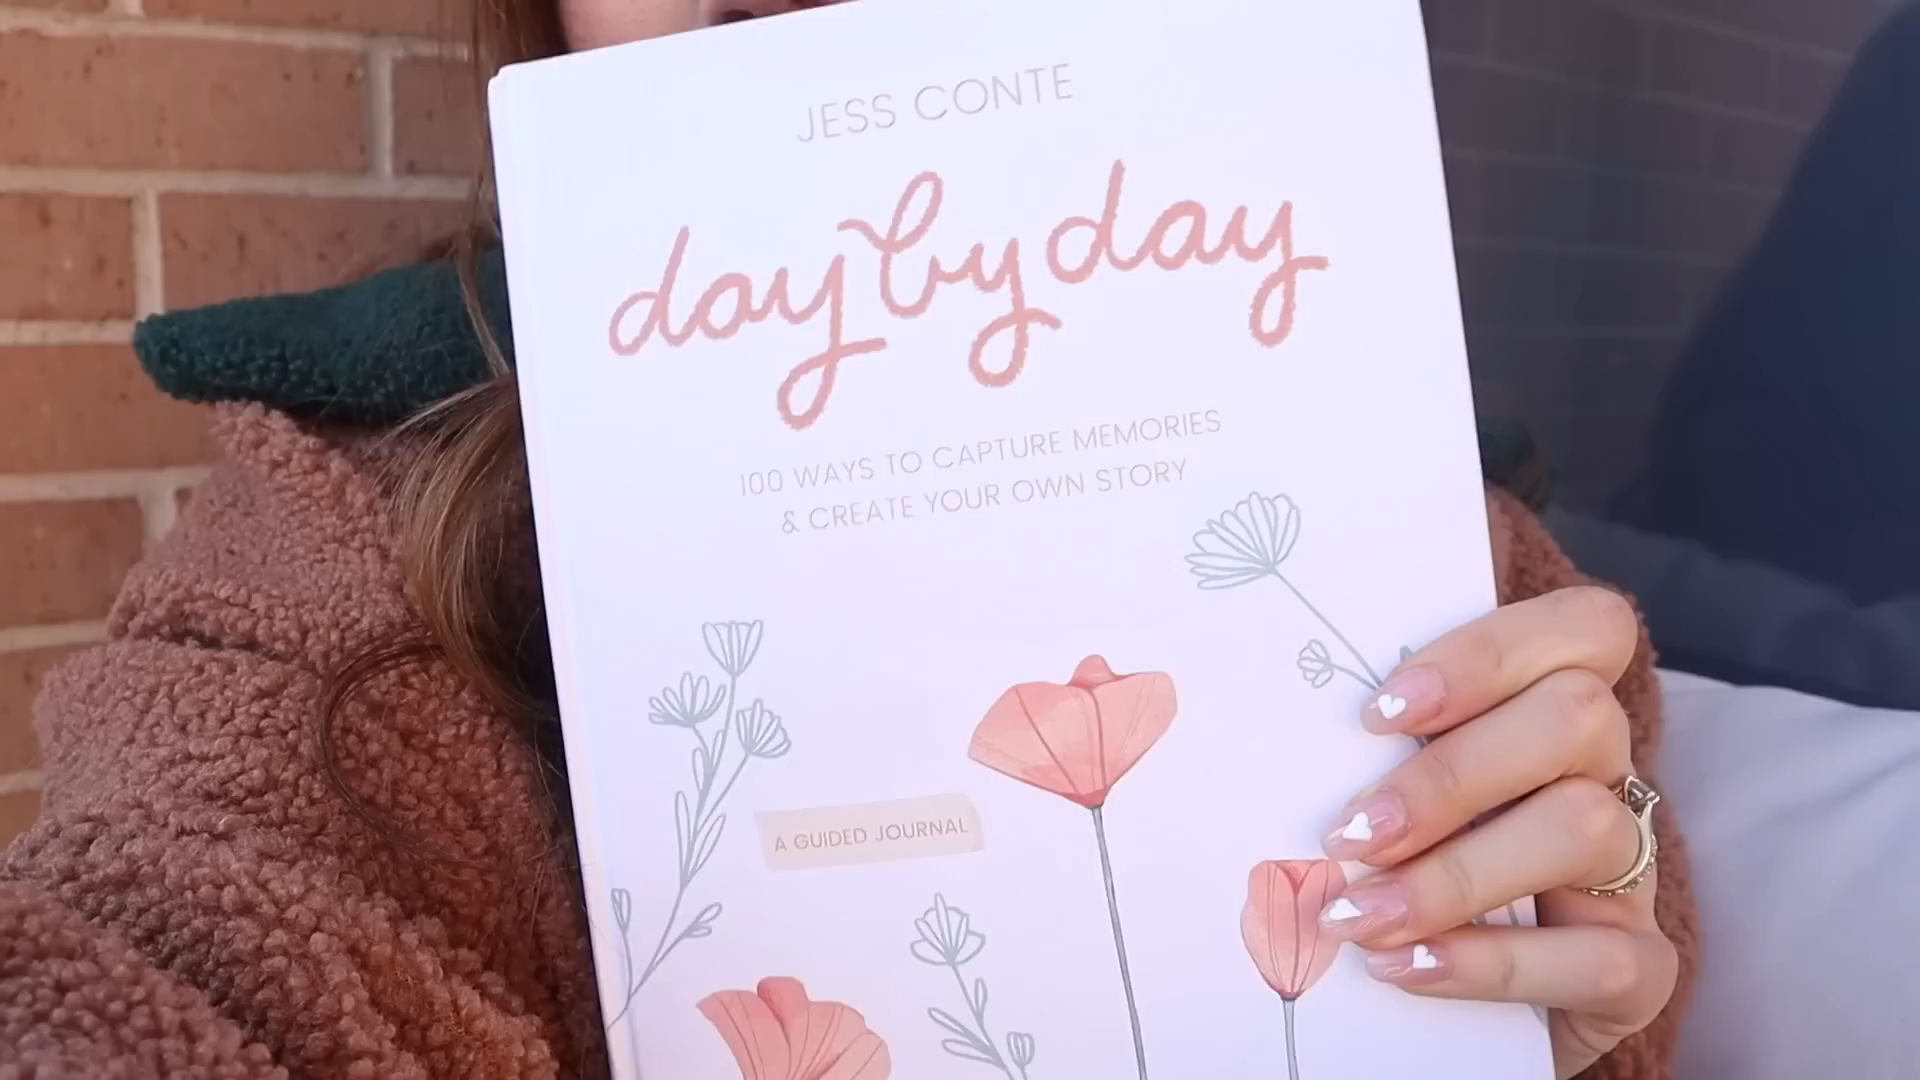 JESS CONTE
day by day
100 WAYS TO CAPTURE MEMORIES
& CREATE YOUR OWN STORY
A GUIDED JOURNAL